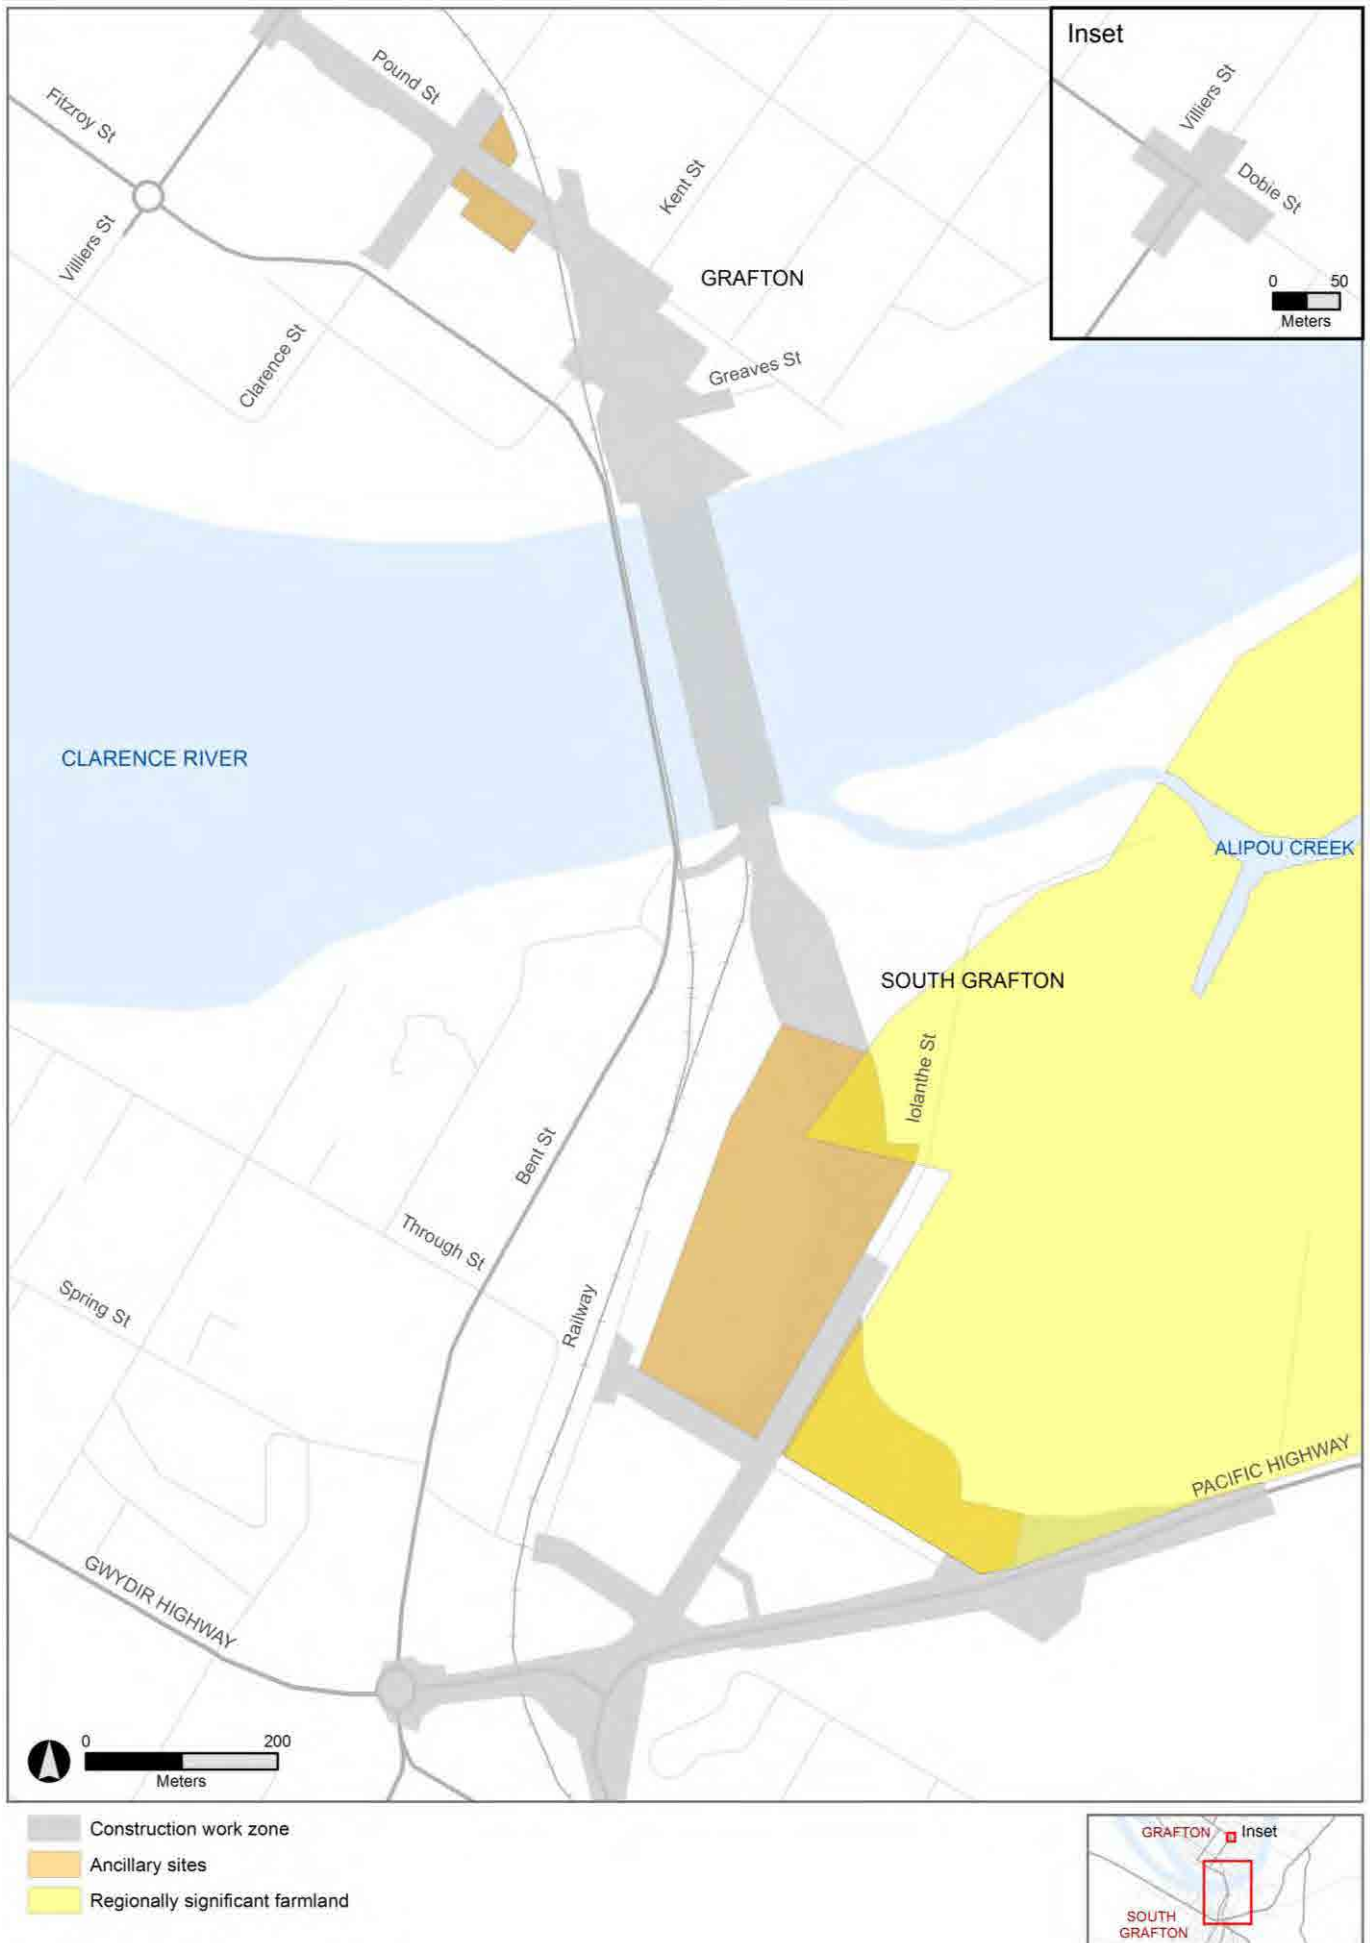 Inset
Pound St
Villiers St
Fitzroy St
Dobie St
Kent St
Villiers St
GRAFTON
0 50
Meters
Clarence St
Greaves St
CLARENCE RIVER
ALIPOU CREEK
SOUTH GRAFTON
Iolanthe St
Bent St
Through St
Spring St
Railway
PACIFIC HIGHWAY
GWYDIR HIGHWAY
0 200
Meters
Construction work zone
Ancillary sites
Regionally significant farmland
GRAFTON
Inset
SOUTH
GRAFTON